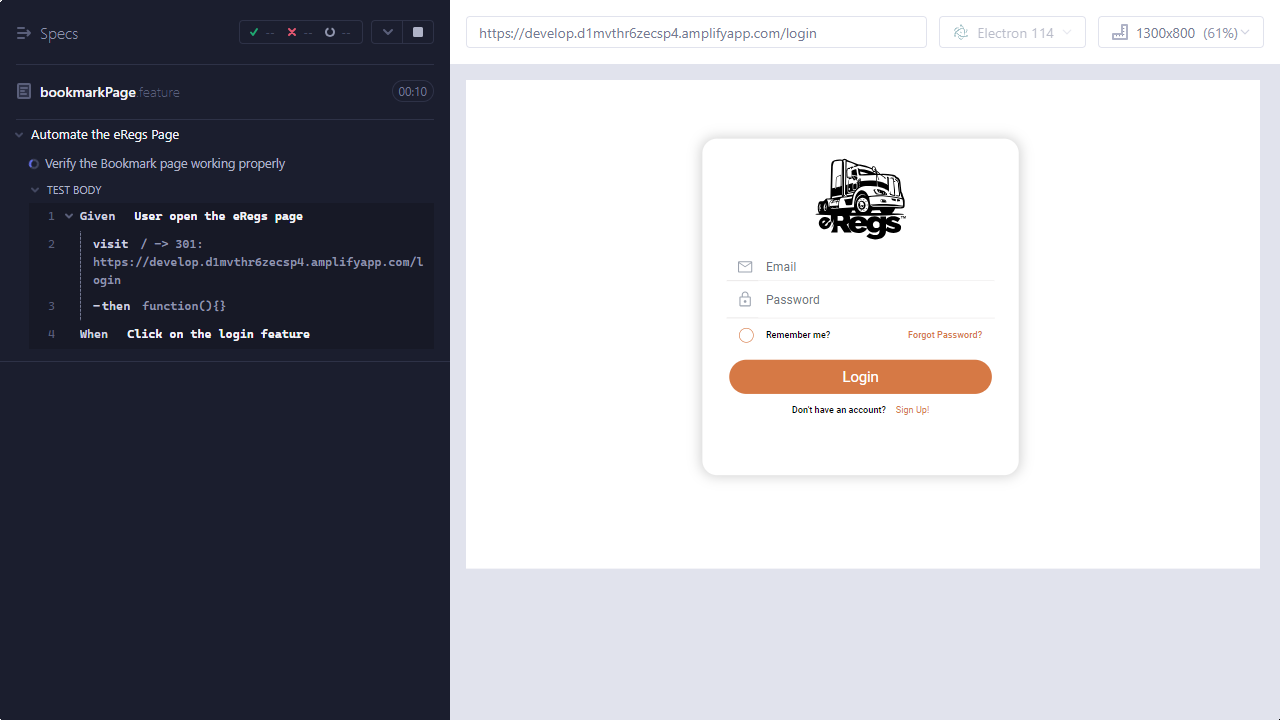 Specs
-- -- --
bookmarkPage.feature
00:10
Automate the eRegs Page
Verify the Bookmark page working properly
TEST BODY
1 Given User open the eRegs page
2 visit / -> 301:
https://develop.d1mvthr6zecsp4.amplifyapp.com/l
ogin
3 -then function(){}
4 When Click on the login feature
https://develop.d1mvthr6zecsp4.amplifyapp.com/login
Electron 114
1300x800 (61%)
eRegs™
Email
Password
Remember me? Forgot Password?
Login
Don't have an account? Sign Up!